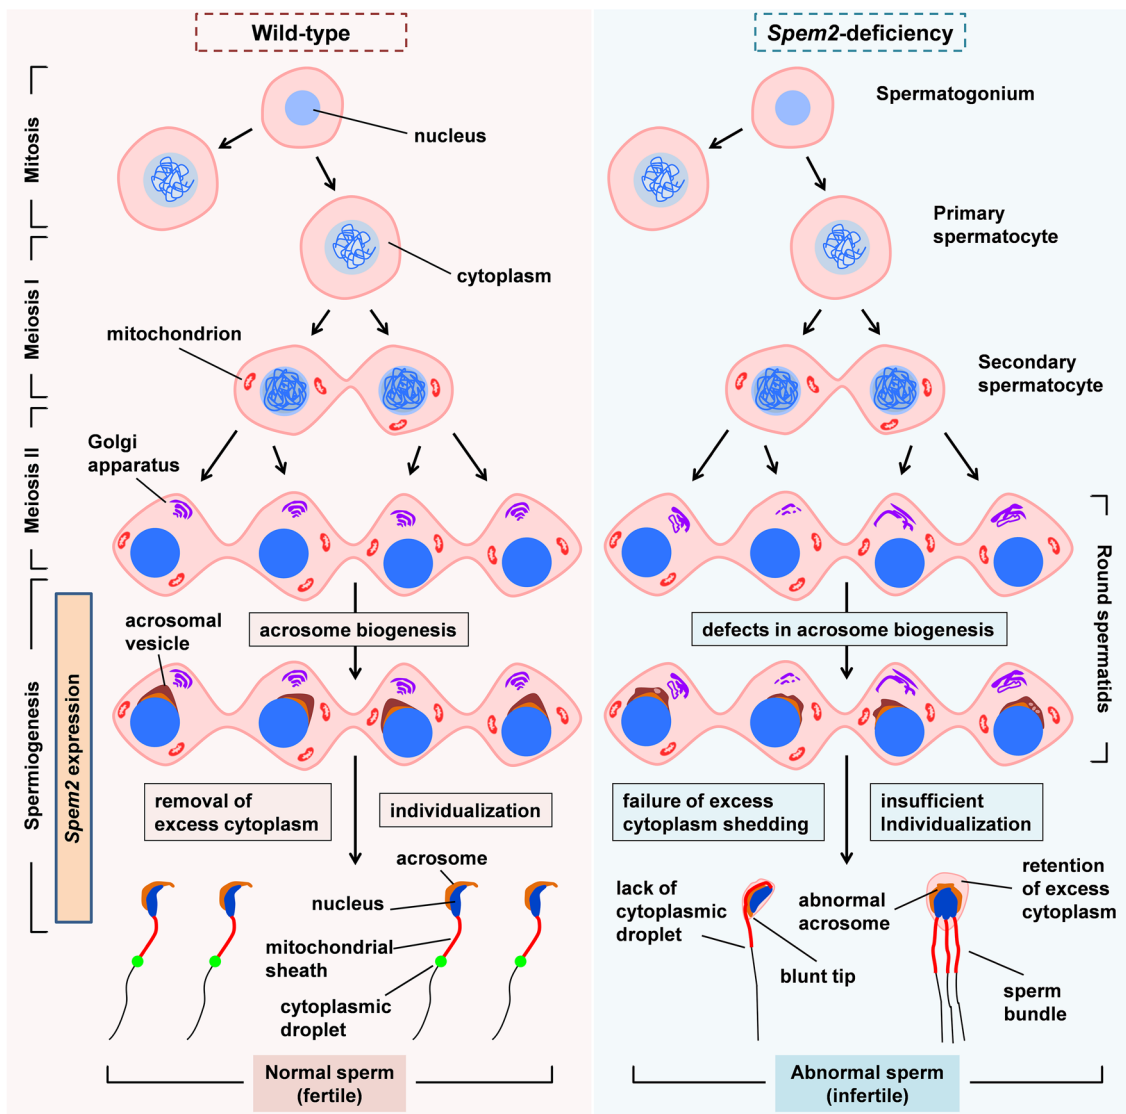 Wild-type
Spem2-deficiency
Mitosis
Meiosis I
Meiosis II
Spermiogenesis
Spem2 expression
nucleus
cytoplasm
mitochondrion
Golgi
apparatus
acrosome biogenesis
acrosomal
vesicle
removal of
excess cytoplasm
individualization
acrosome
nucleus
mitochondrial
sheath
cytoplasmic
droplet
Normal sperm
(fertile)
Spermatogonium
Primary
spermatocyte
Secondary
spermatocyte
Round spermatids
defects in acrosome biogenesis
failure of excess
cytoplasm shedding
insufficient
Individualization
lack of
cytoplasmic
droplet
abnormal
acrosome
retention
of excess
cytoplasm
blunt tip
sperm
bundle
Abnormal sperm
(infertile)